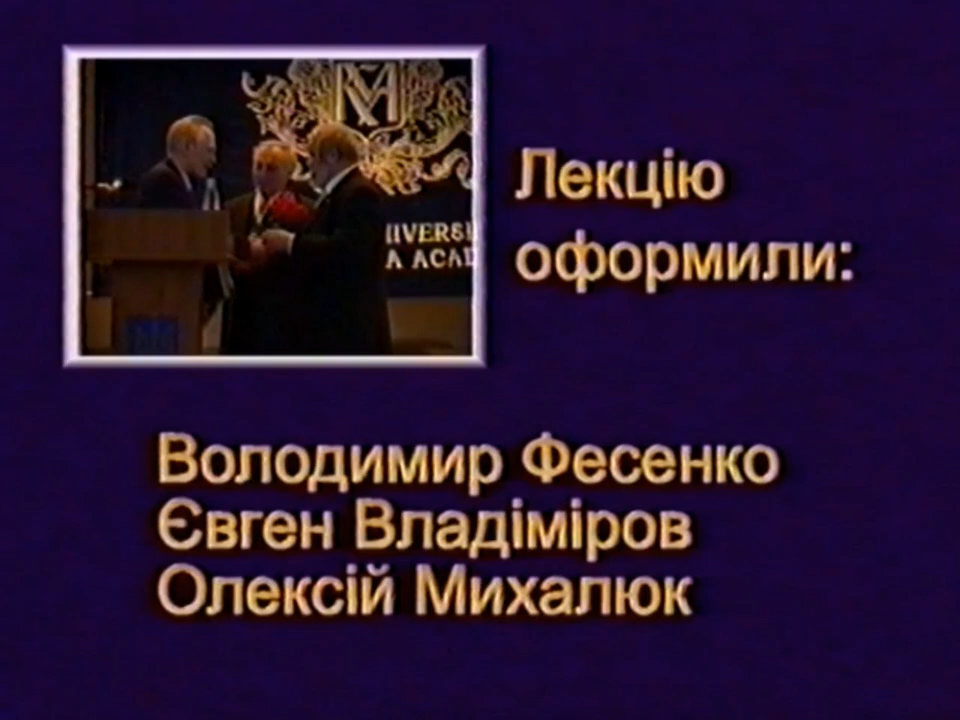 Лекцію
оформили:
Володимир Фесенко
Євген Владіміров
Олексій Михалюк